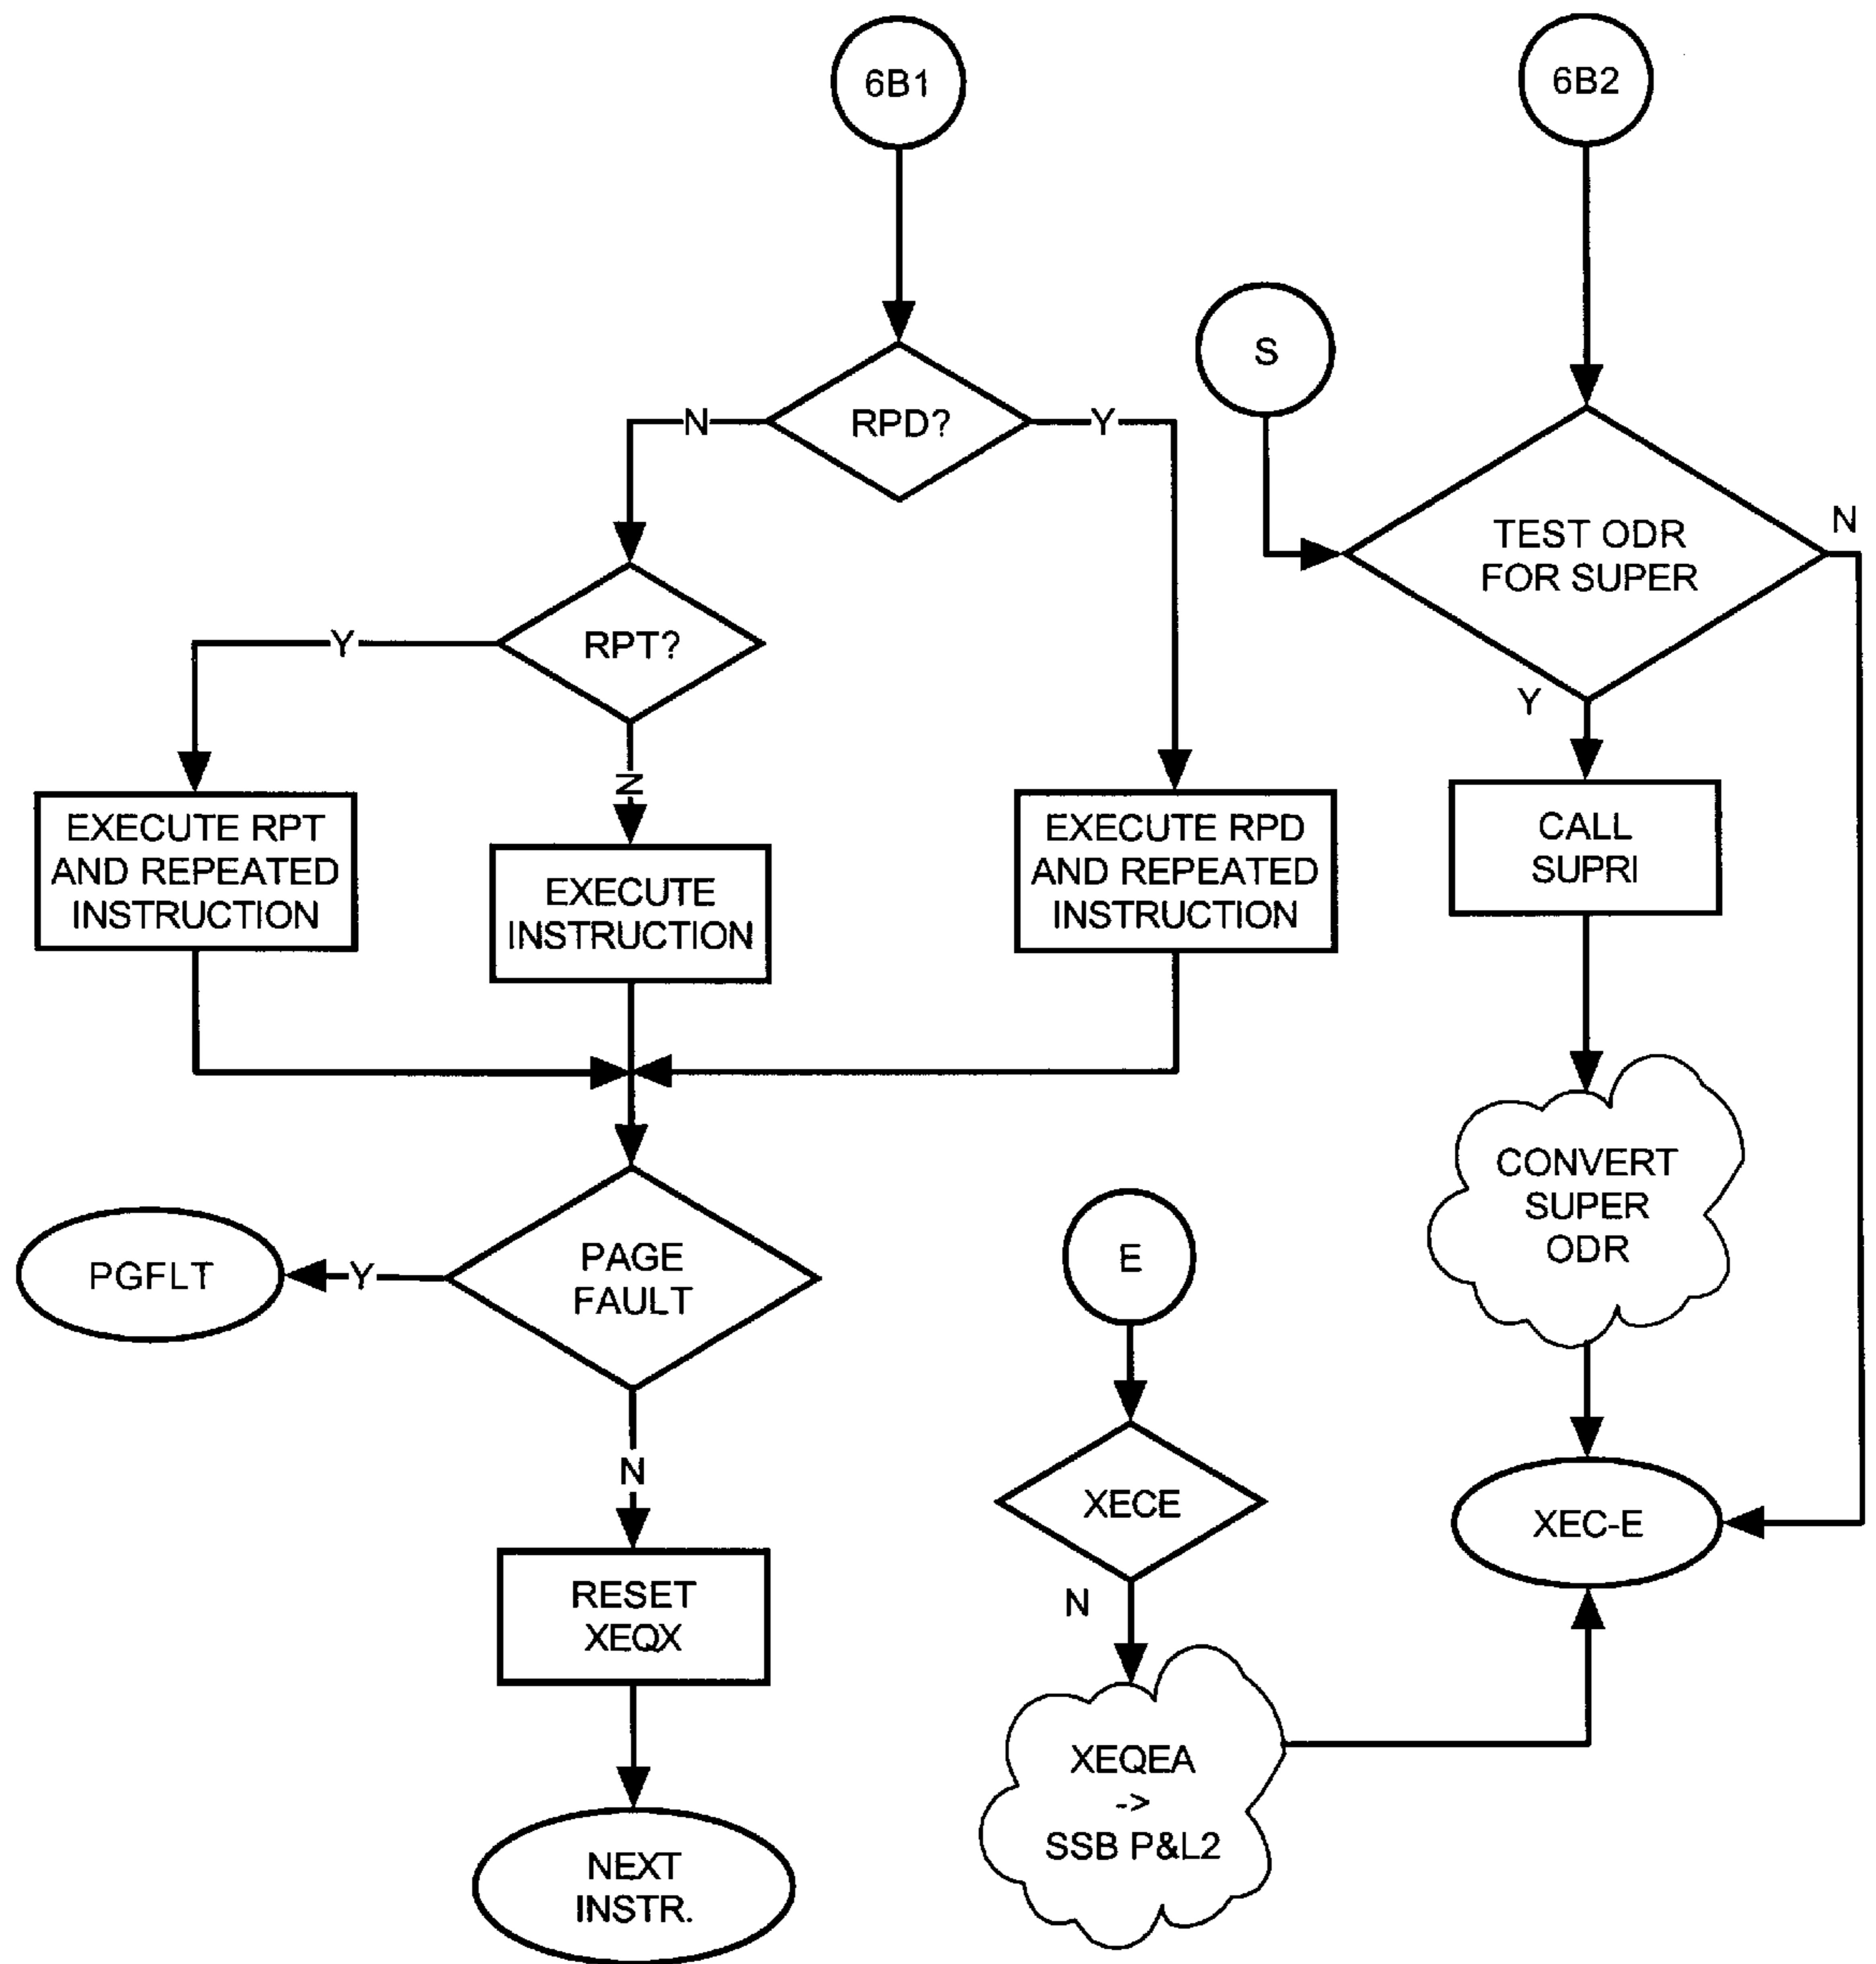 6B1
6B2
S
RPD?
N
Y
TEST ODR
FOR SUPER
N
Y
RPT?
Y
N
EXECUTE RPT
AND REPEATED
INSTRUCTION
EXECUTE
INSTRUCTION
EXECUTE RPD
AND REPEATED
INSTRUCTION
CALL
SUPRI
CONVERT
SUPER
ODR
PAGE
FAULT
Y
PGFLT
N
E
XECE
N
XEC-E
RESET
XEQX
XEQEA
->
SSB P&L2
NEXT
INSTR.